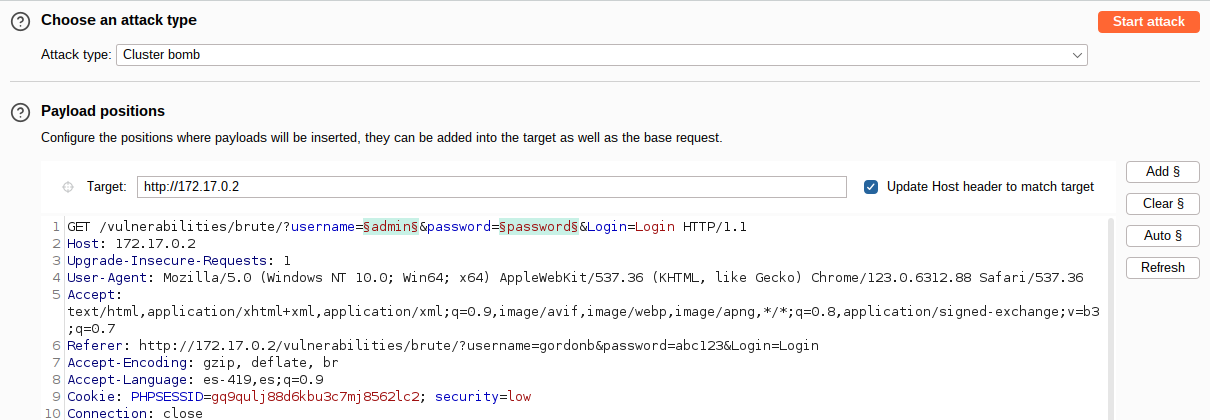 Choose an attack type
Start attack
Attack type: Cluster bomb
Payload positions
Configure the positions where payloads will be inserted, they can be added into the target as well as the base request.
Target: http://172.17.0.2 Update Host header to match target
Add §
Clear §
Auto §
Refresh
1 GET /vulnerabilities/brute/?username=§admin§&password=§password§&Login=Login HTTP/1.1
2 Host: 172.17.0.2
3 Upgrade-Insecure-Requests: 1
4 User-Agent: Mozilla/5.0 (Windows NT 10.0; Win64; x64) AppleWebKit/537.36 (KHTML, like Gecko) Chrome/123.0.6312.88 Safari/537.36
5 Accept:
text/html,application/xhtml+xml,application/xml;q=0.9,image/avif,image/webp,image/apng,*/*;q=0.8,application/signed-exchange;v=b3
;q=0.7
6 Referer: http://172.17.0.2/vulnerabilities/brute/?username=gordonb&password=abc123&Login=Login
7 Accept-Encoding: gzip, deflate, br
8 Accept-Language: es-419,es;q=0.9
9 Cookie: PHPSESSID=gq9qulj88d6kbu3c7mj8562lc2; security=low
10 Connection: close